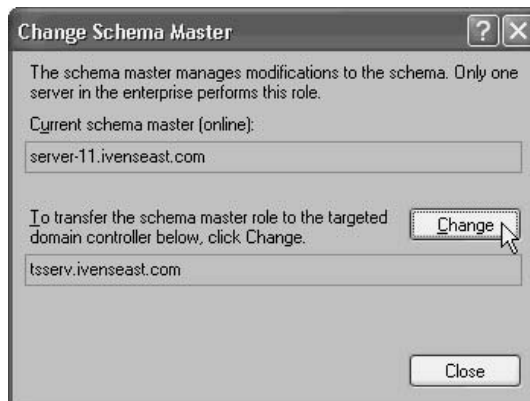 Change Schema Master
The schema master manages modifications to the schema. Only one
server in the enterprise performs this role.
Current schema master (online):
server-11.ivenseast.com
To transfer the schema master role to the targeted
domain controller below, click Change.
Change
tsserv.ivenseast.com
Close